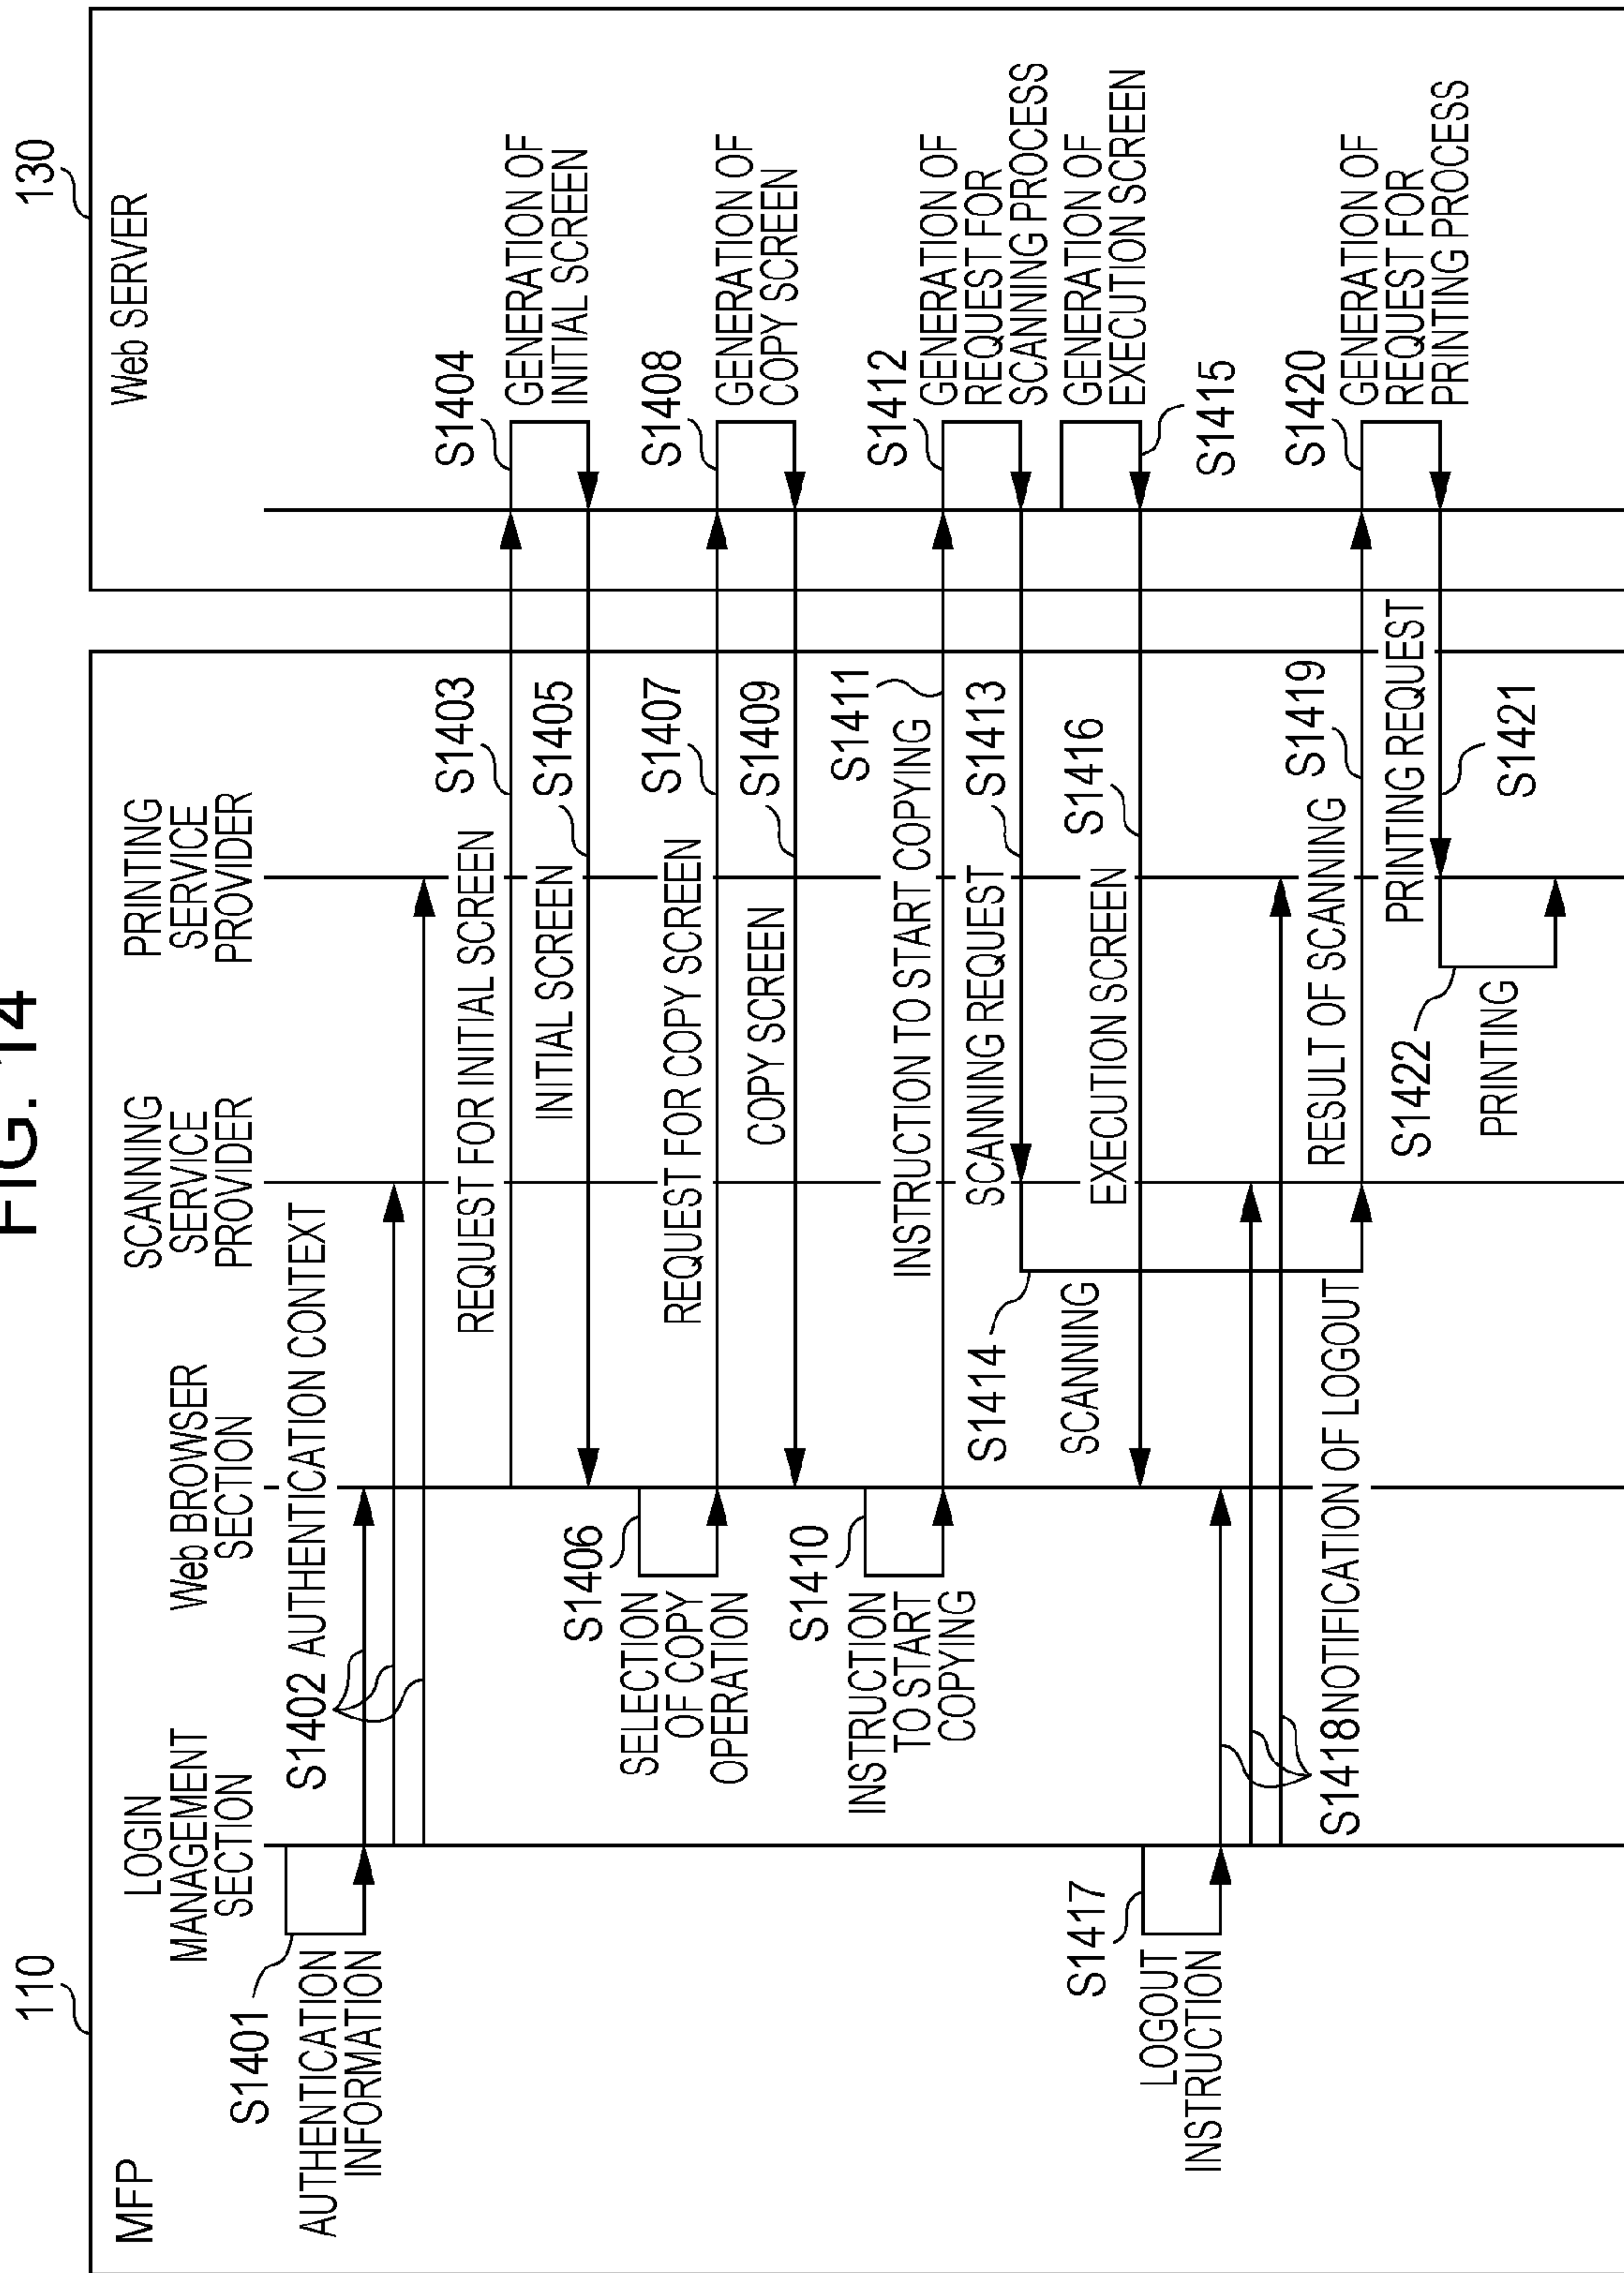 FIG. 14
110
130
MFP
Web SERVER
LOGIN
MANAGEMENT
SECTION
Web BROWSER
SECTION
SCANNING
SERVICE
PROVIDER
PRINTING
SERVICE
PROVIDER
S1401
AUTHENTICATION
INFORMATION
S1402 AUTHENTICATION CONTEXT
REQUEST FOR INITIAL SCREEN
S1403
S1404
GENERATION OF
INITIAL SCREEN
INITIAL SCREEN
S1405
S1406
SELECTION
OF COPY
OPERATION
REQUEST FOR COPY SCREEN
S1407
S1408
GENERATION OF
COPY SCREEN
COPY SCREEN
S1409
S1410
INSTRUCTION
TO START
COPYING
INSTRUCTION TO START COPYING
S1411
S1412
GENERATION OF
REQUEST FOR
SCANNING PROCESS
SCANNING REQUEST
S1413
S1414
SCANNING
GENERATION OF
EXECUTION SCREEN
S1415
EXECUTION SCREEN
S1416
S1417
LOGOUT
INSTRUCTION
S1418 NOTIFICATION OF LOGOUT
RESULT OF SCANNING
S1419
S1420
GENERATION OF
REQUEST FOR
PRINTING PROCESS
PRINTING REQUEST
S1421
S1422
PRINTING